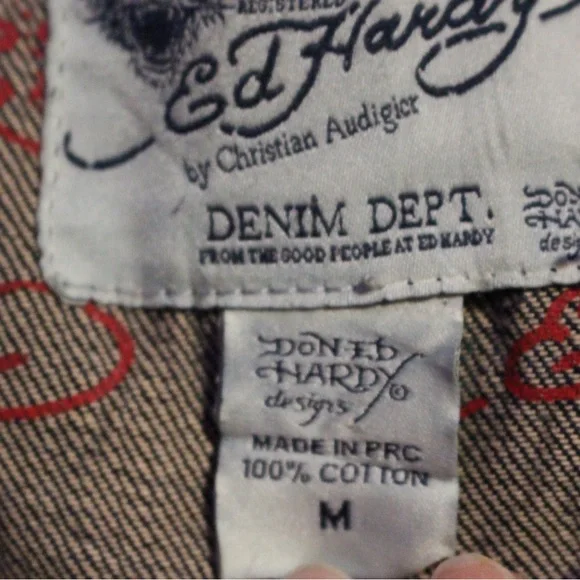 REGISTERED
Ed Hardy
by Christian Audigier
DENIM DEPT.
FROM THE GOOD PEOPLE AT ED HARDY
DON ED
HARDY
designs
MADE IN PRC
100% COTTON
M